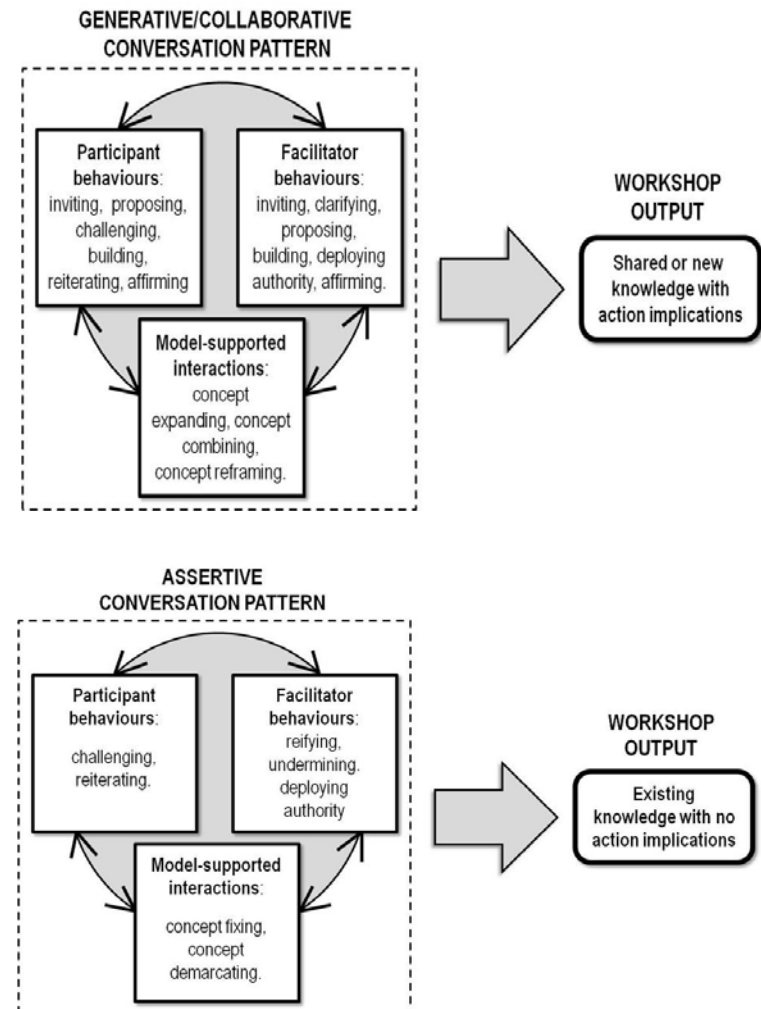 GENERATIVE/COLLABORATIVE
CONVERSATION PATTERN
Participant
behaviours:
inviting, proposing,
challenging,
building,
reiterating, affirming
Facilitator
behaviours:
inviting, clarifying,
proposing,
building, deploying
authority, affirming.
Model-supported
interactions:
concept
expanding, concept
combining,
concept reframing.
WORKSHOP
OUTPUT
Shared or new
knowledge with
action implications
ASSERTIVE
CONVERSATION PATTERN
Participant
behaviours:
challenging,
reiterating.
Facilitator
behaviours:
reifying,
undermining.
deploying
authority
Model-supported
interactions:
concept fixing,
concept
demarcating.
WORKSHOP
OUTPUT
Existing
knowledge with no
action implications